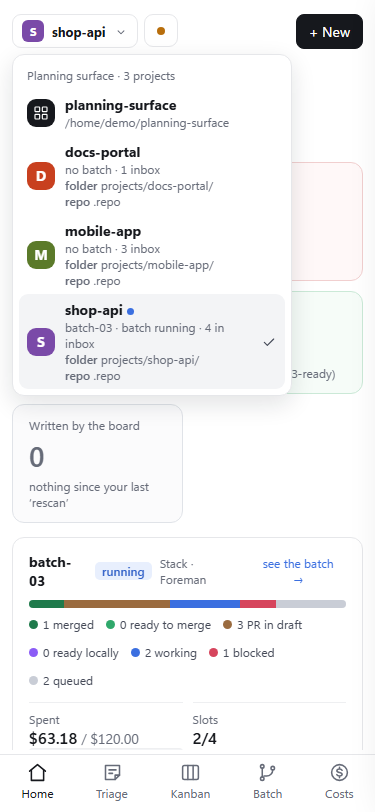 S shop-api
+ New
Planning surface · 3 projects
planning-surface
/home/demo/planning-surface
D
docs-portal
no batch · 1 inbox
folder projects/docs-portal/
repo .repo
M
mobile-app
no batch · 3 inbox
folder projects/mobile-app/
repo .repo
S
shop-api
batch-03 · batch running · 4 in
inbox
folder projects/shop-api/
repo .repo
3-ready)
Written by the board
0
nothing since your last
'rescan'
batch-
03
running
Stack ·
Foreman
see the batch
→
1 merged 0 ready to merge 3 PR in draft
0 ready locally 2 working 1 blocked
2 queued
Spent
$63.18 / $120.00
Slots
2/4
Home Triage Kanban Batch Costs